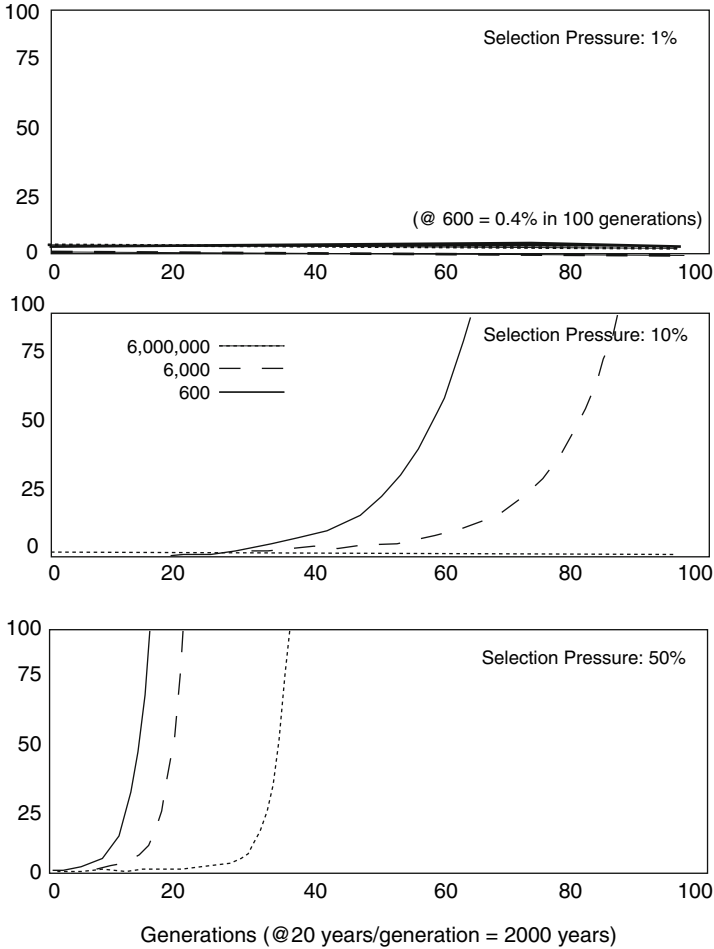 100
Selection Pressure: 1%
75
50
25
(@ 600 = 0.4% in 100 generations)
0
0 20 40 60 80 100
100
Selection Pressure: 10%
6,000,000
75
6,000
600
50
25
0
0 20 40 60 80 100
100
Selection Pressure: 50%
75
50
25
0
0 20 40 60 80 100
Generations (@20 years/generation = 2000 years)